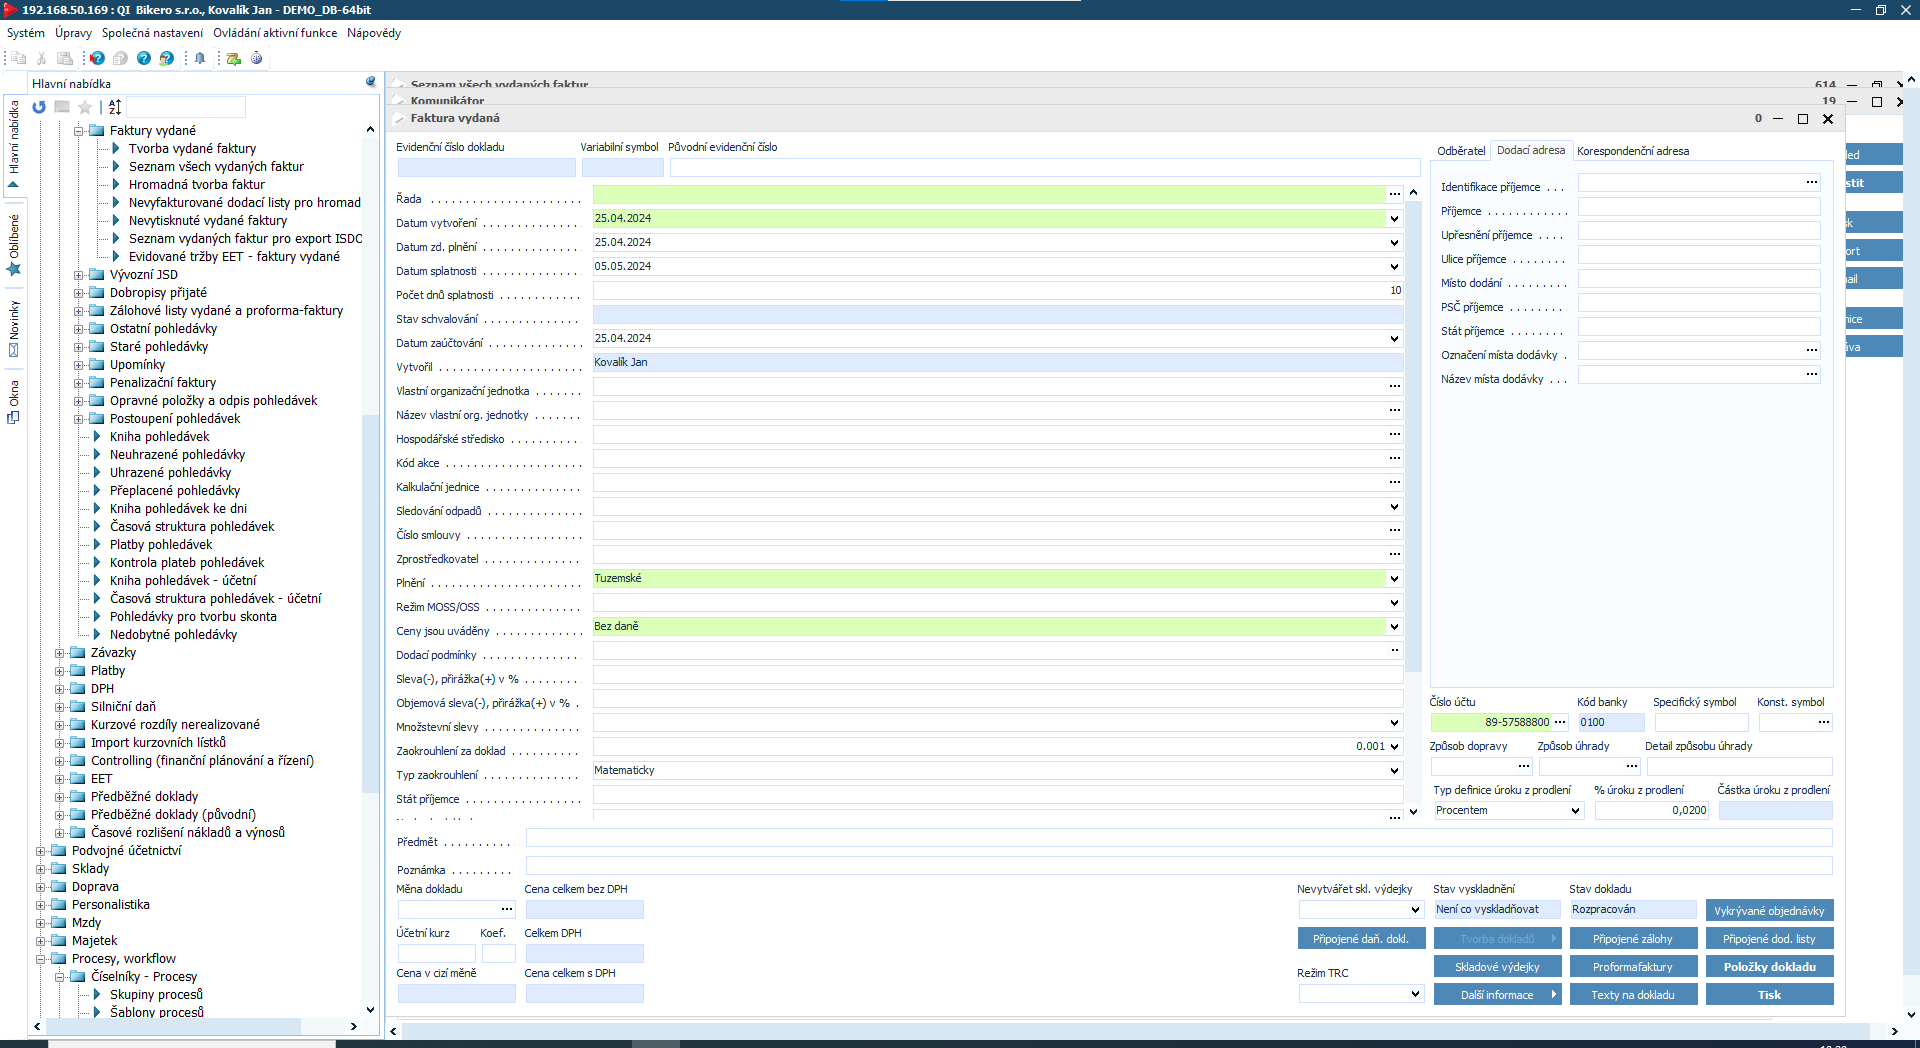 192.168.50.169 : QI Bikero s.r.o., Kovalík Jan - DEMO_DB-64bit
Systém Úpravy Společná nastavení Ovládání aktivní funkce Nápovědy
Hlavní nabídka
Hlavní nabídka
Oblíbené
Novinky
Okna
Faktury vydané
Tvorba vydané faktury
Seznam všech vydaných faktur
Hromadná tvorba faktur
Nevyfakturované dodací listy pro hromad
Nevytisknuté vydané faktury
Seznam vydaných faktur pro export ISDO
Evidované tržby EET - faktury vydané
Vývozní JSD
Dobropisy přijaté
Zálohové listy vydané a proforma-faktury
Ostatní pohledávky
Staré pohledávky
Upomínky
Penalizační faktury
Opravné položky a odpis pohledávek
Postoupení pohledávek
Kniha pohledávek
Neuhrazené pohledávky
Uhrazené pohledávky
Přeplacené pohledávky
Kniha pohledávek ke dni
Časová struktura pohledávek
Platby pohledávek
Kontrola plateb pohledávek
Kniha pohledávek - účetní
Časová struktura pohledávek - účetní
Pohledávky pro tvorbu skonta
Nedobytné pohledávky
Závazky
Platby
DPH
Silniční daň
Kurzové rozdíly nerealizované
Import kurzovních lístků
Controlling (finanční plánování a řízení)
EET
Předběžné doklady
Předběžné doklady (původní)
Časové rozlišení nákladů a výnosů
Podvojné účetnictví
Sklady
Doprava
Personalistika
Mzdy
Majetek
Procesy, workflow
Číselníky - Procesy
Skupiny procesů
Šablony procesů
Seznam všech vydaných faktur 614
Komunikátor 19
Faktura vydaná 0
Evidenční číslo dokladu Variabilní symbol Původní evidenční číslo
Řada
Datum vytvoření 25.04.2024
Datum zd. plnění 25.04.2024
Datum splatnosti 05.05.2024
Počet dnů splatnosti 10
Stav schvalování
Datum zaúčtování 25.04.2024
Vytvořil Kovalík Jan
Vlastní organizační jednotka
Název vlastní org. jednotky
Hospodářské středisko
Kód akce
Kalkulační jednice
Sledování odpadů
Číslo smlouvy
Zprostředkovatel
Plnění Tuzemské
Režim MOSS/OSS
Ceny jsou uváděny Bez daně
Dodací podmínky
Sleva(-), přirážka(+) v %
Objemová sleva(-), přirážka(+) v %
Množstevní slevy
Zaokrouhlení za doklad 0.001
Typ zaokrouhlení Matematicky
Stát příjemce
Odběratel Dodací adresa Korespondenční adresa
Identifikace příjemce
Příjemce
Upřesnění příjemce
Ulice příjemce
Místo dodání
PSČ příjemce
Stát příjemce
Označení místa dodávky
Název místa dodávky
led
stit
sk
ort
ail
nice
áva
Číslo účtu Kód banky Specifický symbol Konst. symbol
89-57588800 0100
Způsob dopravy Způsob úhrady Detail způsobu úhrady
Typ definice úroku z prodlení % úroku z prodlení Částka úroku z prodlení
Procentem 0,0200
Předmět
Poznámka
Měna dokladu Cena celkem bez DPH Nevytvářet skl. výdejky Stav vyskladnění Stav dokladu
Není co vyskladňovat Rozpracován Vykrývané objednávky
Účetní kurz Koef. Celkem DPH Připojené daň. dokl. Tvorba dokladů Připojené zálohy Připojené dod. listy
Skladové výdejky Proformafaktury Položky dokladu
Cena v cizí měně Cena celkem s DPH Režim TRC
Další informace Texty na dokladu Tisk